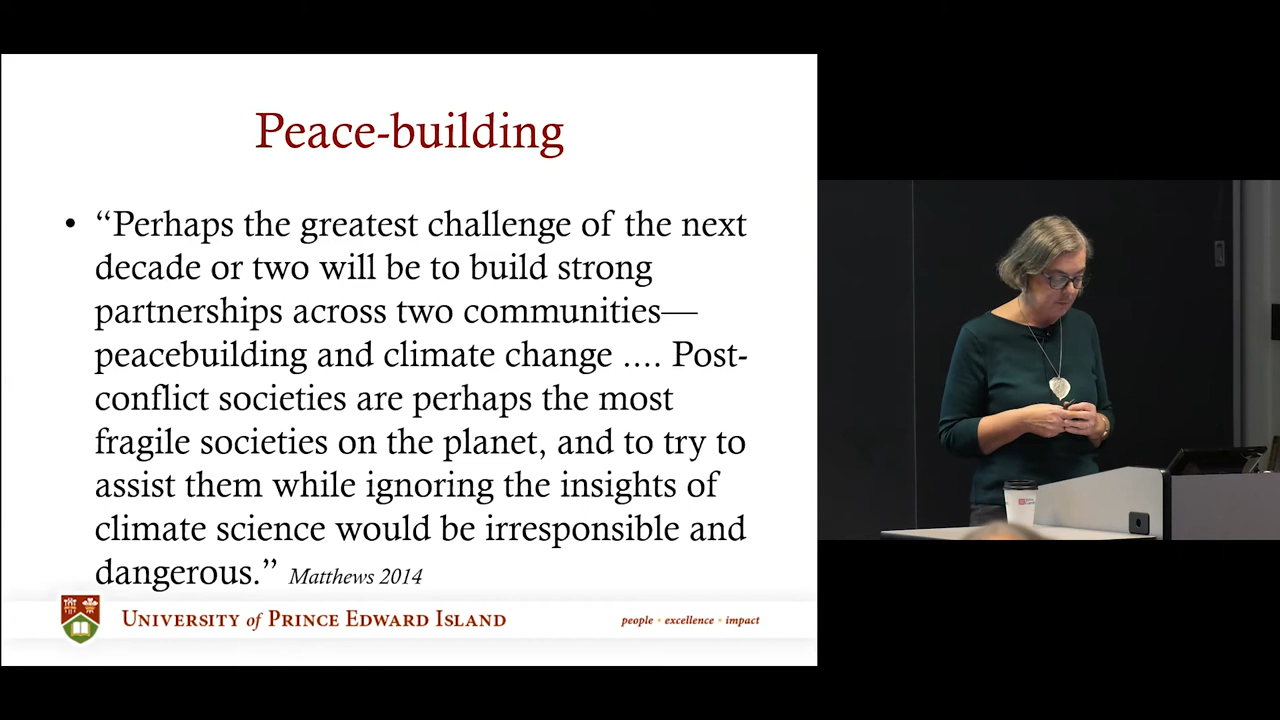 Peace-building
• “Perhaps the greatest challenge of the next
decade or two will be to build strong
partnerships across two communities—
peacebuilding and climate change .... Post-
conflict societies are perhaps the most
fragile societies on the planet, and to try to
assist them while ignoring the insights of
climate science would be irresponsible and
dangerous.” Matthews 2014
UNIVERSITY of PRINCE EDWARD ISLAND
people • excellence • impact